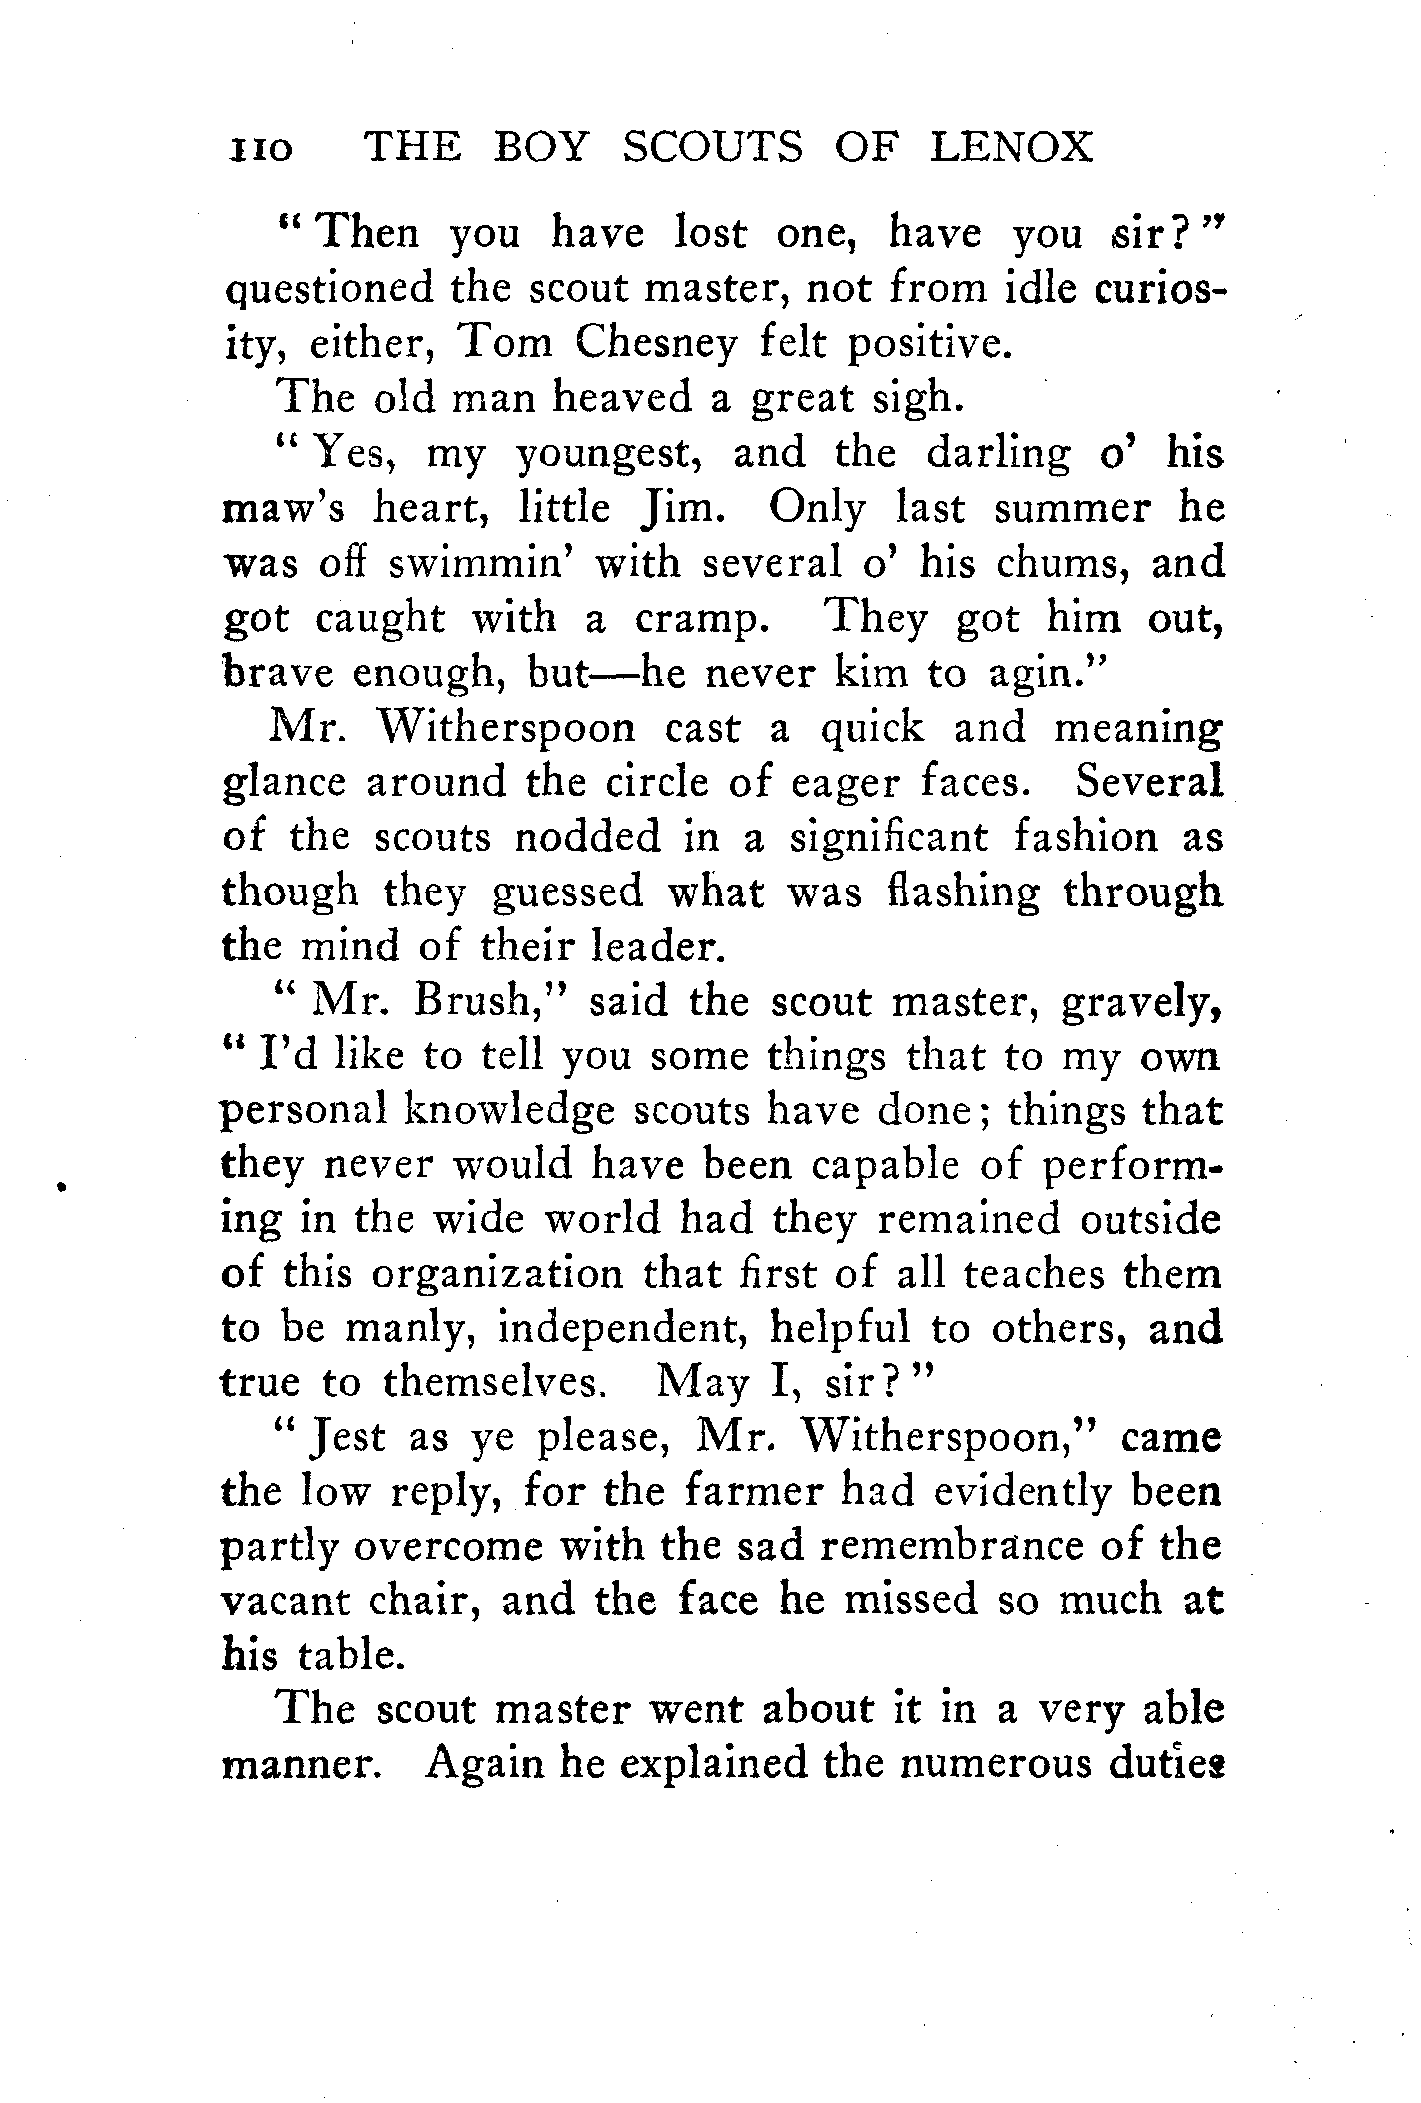 110 THE BOY SCOUTS OF LENOX
“ Then you have lost one, have you sir? ”
questioned the scout master, not from idle curios-
ity, either, Tom Chesney felt positive.
The old man heaved a great sigh.
“ Yes, my youngest, and the darling o’ his
maw’s heart, little Jim. Only last summer he
was off swimmin’ with several o’ his chums, and
got caught with a cramp. They got him out,
brave enough, but—he never kim to agin.”
Mr. Witherspoon cast a quick and meaning
glance around the circle of eager faces. Several
of the scouts nodded in a significant fashion as
though they guessed what was flashing through
the mind of their leader.
“ Mr. Brush,” said the scout master, gravely,
“ I’d like to tell you some things that to my own
personal knowledge scouts have done; things that
they never would have been capable of perform-
ing in the wide world had they remained outside
of this organization that first of all teaches them
to be manly, independent, helpful to others, and
true to themselves. May I, sir? ”
“ Jest as ye please, Mr. Witherspoon,” came
the low reply, for the farmer had evidently been
partly overcome with the sad remembrance of the
vacant chair, and the face he missed so much at
his table.
The scout master went about it in a very able
manner. Again he explained the numerous duties